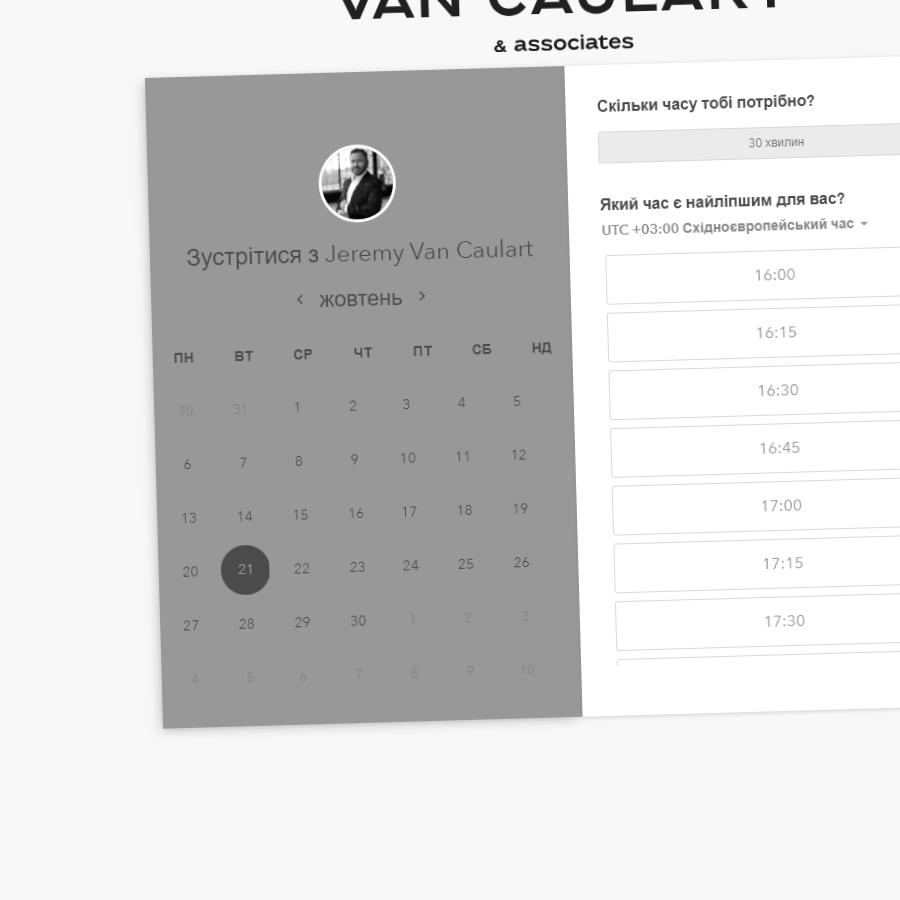 VAN CAULART
& associates
Зустрітися з Jeremy Van Caulart
жовтень
ПН ВТ СР ЧТ ПТ СБ НД
30 31 1 2 3 4 5
6 7 8 9 10 11 12
13 14 15 16 17 18 19
20 21 22 23 24 25 26
27 28 29 30 1 2 3
4 5 6 7 8 9 10
Скільки часу тобі потрібно?
30 хвилин
Який час є найліпшим для вас?
UTC +03:00 Східноєвропейський час
16:00
16:15
16:30
16:45
17:00
17:15
17:30